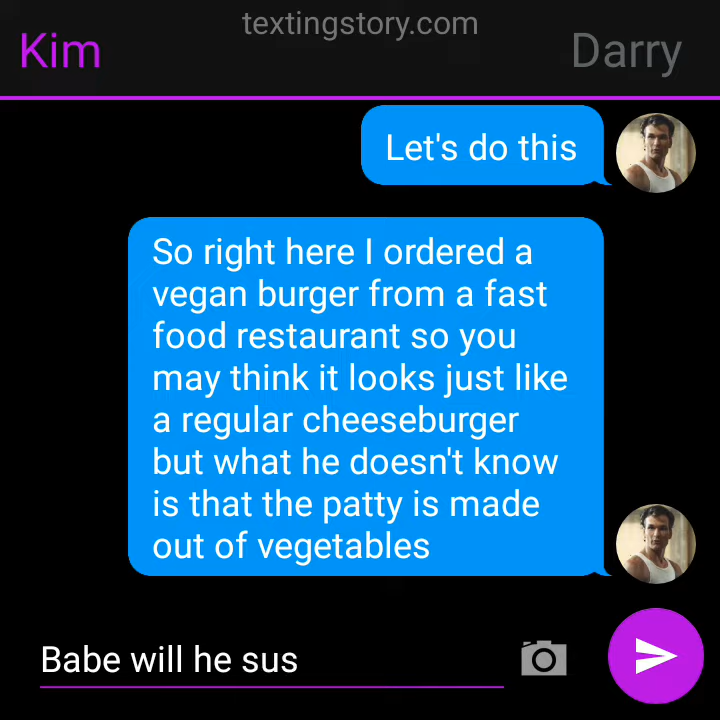 textingstory.com
Kim
Darry
Let's do this
So right here I ordered a
vegan burger from a fast
food restaurant so you
may think it looks just like
a regular cheeseburger
but what he doesn't know
is that the patty is made
out of vegetables
Babe will he sus